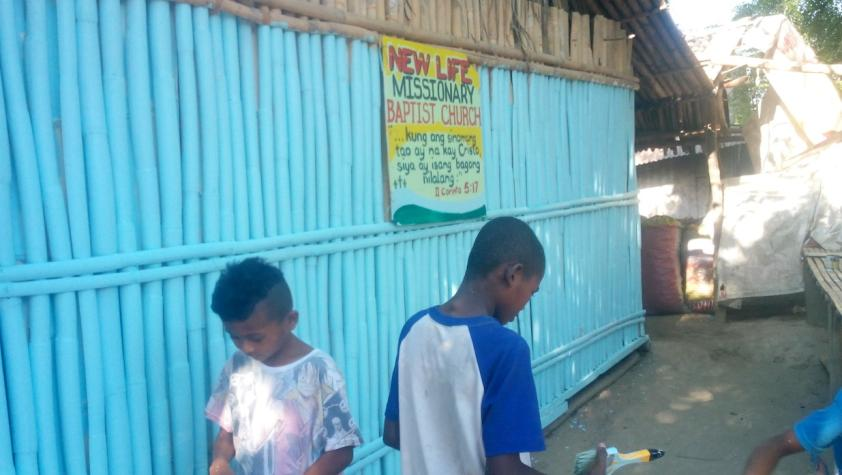 NEW LIFE
MISSIONARY
BAPTIST CHURCH
"... kung ang sinomang
tao ay na kay Cristo,
siya ay isang bagong
nilalang:"
II Corinto 5:17